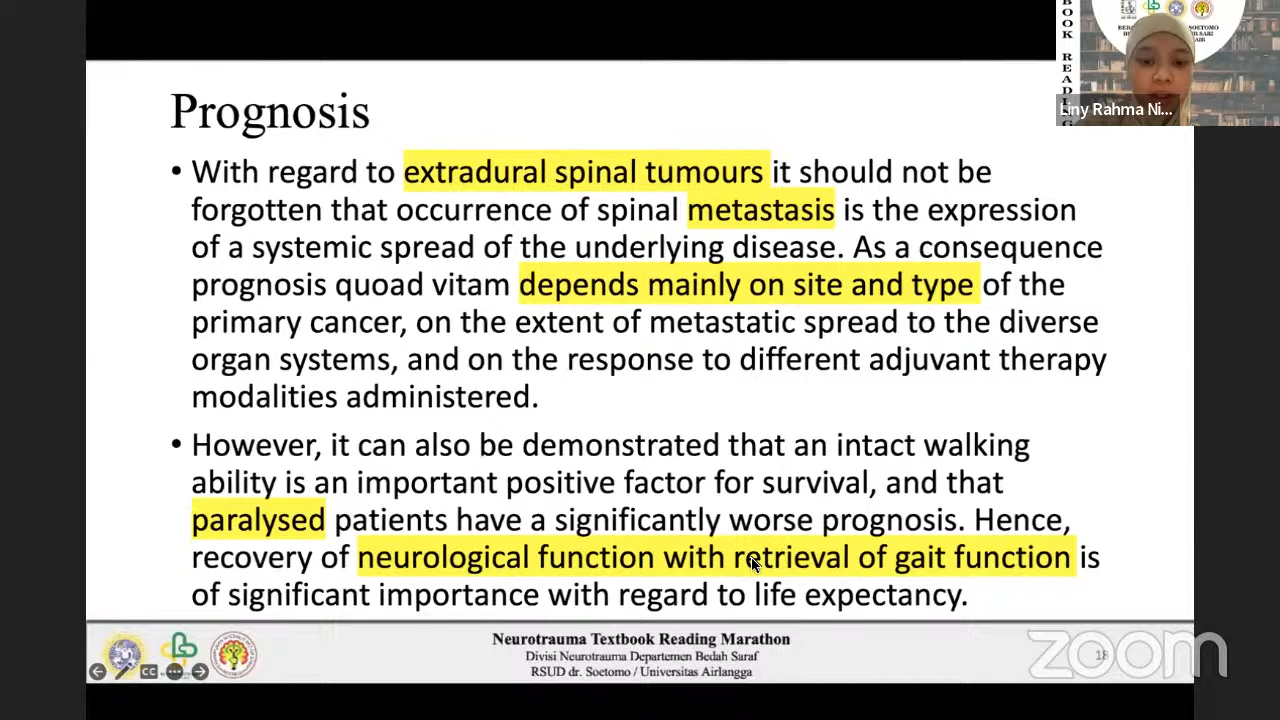 Prognosis
• With regard to extradural spinal tumours it should not be
forgotten that occurrence of spinal metastasis is the expression
of a systemic spread of the underlying disease. As a consequence
prognosis quoad vitam depends mainly on site and type of the
primary cancer, on the extent of metastatic spread to the diverse
organ systems, and on the response to different adjuvant therapy
modalities administered.
• However, it can also be demonstrated that an intact walking
ability is an important positive factor for survival, and that
paralysed patients have a significantly worse prognosis. Hence,
recovery of neurological function with retrieval of gait function is
of significant importance with regard to life expectancy.
Neurotrauma Textbook Reading Marathon
Divisi Neurotrauma Departemen Bedah Saraf
RSUD dr. Soetomo / Universitas Airlangga
18
zoom
CC
Liny Rahma Ni...